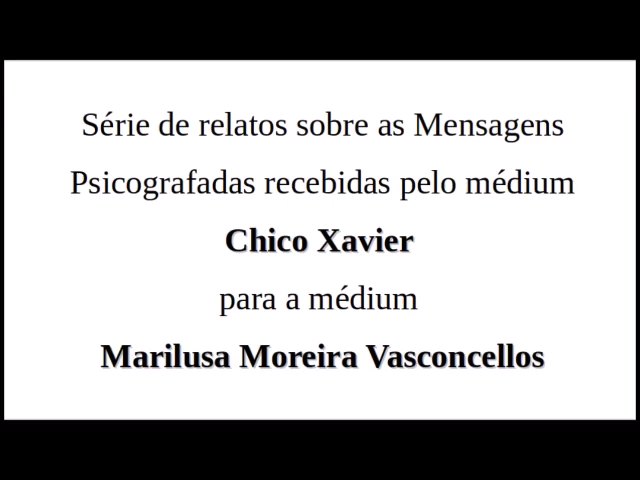 Série de relatos sobre as Mensagens
Psicografadas recebidas pelo médium
Chico Xavier
para a médium
Marilusa Moreira Vasconcellos